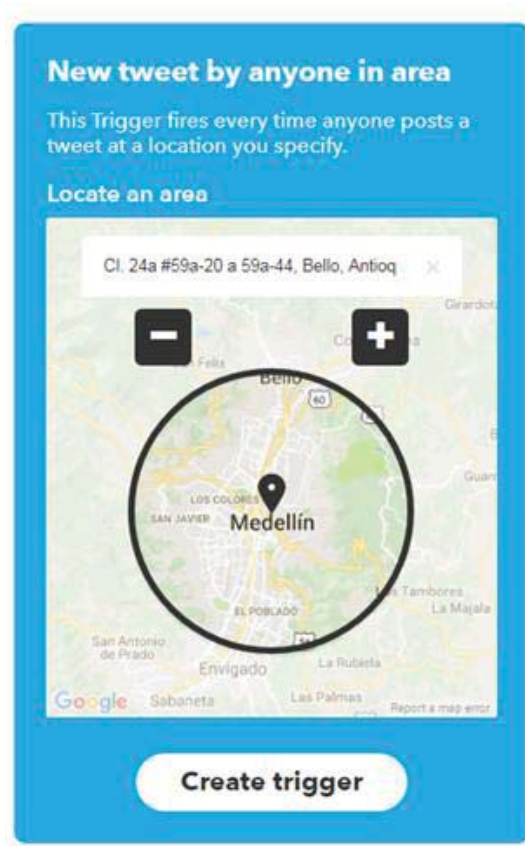 New tweet by anyone in area
This Trigger fires every time anyone posts a
tweet at a location you specify.
Locate an area
Cl. 24a #59a-20 a 59a-44, Bello, Antioq
Girardot
Felix
Bello
60
Guar
LOS COLORES
SAN JAVIER
Medellín
Tambores
La Majala
EL POBLADO
San Antonio
de Prado
Envigado
La Rubiela
Google
Sabaneta
Las Palmas
Report a map error
Create trigger